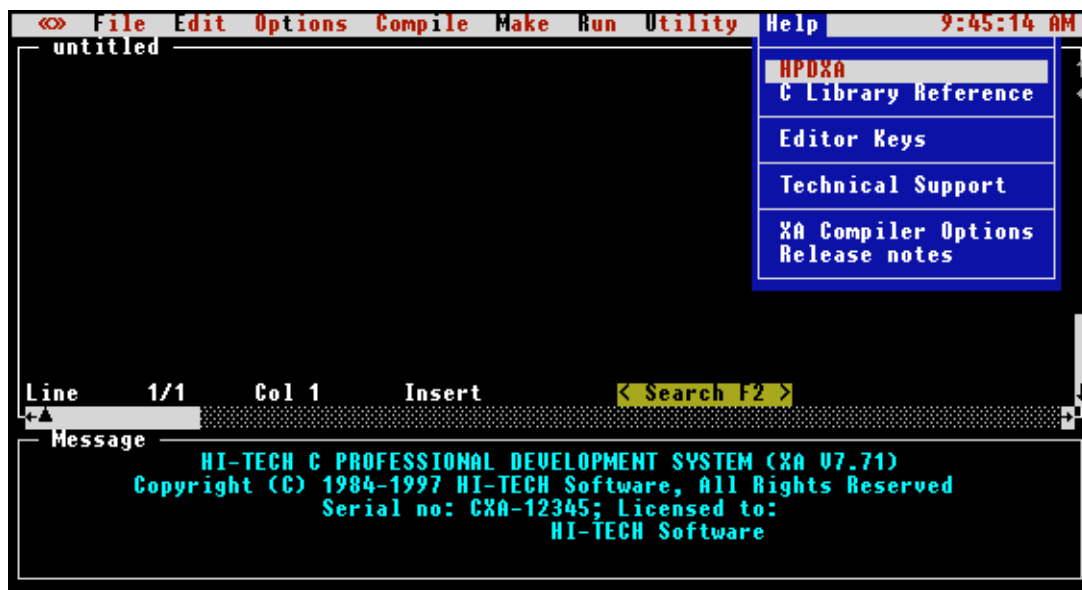 <<>> File Edit Options Compile Make Run Utility Help 9:45:14 AM
untitled
HPDXA
C Library Reference
Editor Keys
Technical Support
XA Compiler Options
Release notes
Line 1/1 Col 1 Insert < Search F2 >
Message
HI-TECH C PROFESSIONAL DEVELOPMENT SYSTEM (XA V7.71)
Copyright (C) 1984-1997 HI-TECH Software, All Rights Reserved
Serial no: CXA-12345; Licensed to:
HI-TECH Software